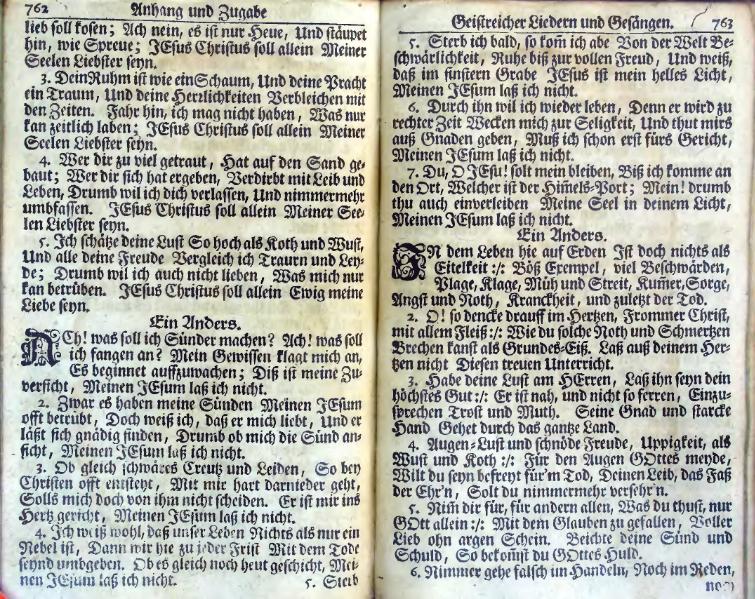 762 Anhang und Zugabe
lieb soll kosen; Ach nein, es ist nur Heue, Und stäupet
hin, wie Spreue; JEsus Christus soll allein Meiner
Seelen Liebster seyn.
3. Dein Ruhm ist wie ein Schaum, Und deine Pracht
ein Traum, Und deine Herzlichkeiten Verbleichen mit
den Zeiten. Fahr hin, ich mag nicht haben, Was nur
kan zeitlich laben; JEsus Christus soll allein Meiner
Seelen Liebster seyn.
4. Wer dir zu viel getraut, Hat auf den Sand ge-
baut; Wer dir sich hat ergeben, Verdirbt mit Leib und
Leben, Drumb wil ich dich verlassen, Und nimmermehr
umbfassen. JEsus Christus soll allein Meiner See-
len Liebster seyn.
5. Ich schätze deine Lust So hoch als Koth und Wust,
Und alle deine Freude Vergleich ich Traurn und Ley-
de; Drumb wil ich auch nicht lieben, Was mich nur
kan betrüben. JEsus Christus soll allein Ewig meine
Liebe seyn.
Ein Anders.
ACh! was soll ich Sünder machen? Ach! was soll
ich fangen an? Mein Gewissen klagt mich an,
Es beginnet auffzuwachen; Diß ist meine Zu-
versicht, Meinen JEsum laß ich nicht.
2. Zwar es haben meine Sünden Meinen JEsum
offt betrübt, Doch weiß ich, daß er mich liebt, Und er
läßt sich gnädig finden, Drumb ob mich die Sünd an-
ficht, Meinen JEsum laß ich nicht.
3. Ob gleich schwäres Creutz und Leiden, So bey
Christen offt entsteht, Mit mir hart darnieder geht,
Solls mich doch von ihm nicht scheiden. Er ist mir ins
Hertz gericht, Meinen JEsum laß ich nicht.
4. Ich weiß wohl, daß unser Leben Nichts als nur ein
Nebel ist, Dann wir hie zu jeder Frist Mit dem Tode
seynd umbgeben. Ob es gleich noch heut geschicht, Mei-
nen JEsum laß ich nicht. 5. Sterb
Geistreicher Liedern und Gesängen. 763
5. Sterb ich bald, so kom̃ ich abe Von der Welt Be-
schwärlichkeit, Ruhe biß zur vollen Freud, Und weiß,
daß im finstern Grabe JEsus ist mein helles Licht,
Meinen JEsum laß ich nicht.
6. Durch ihn wil ich wieder leben, Denn er wird zu
rechter Zeit Wecken mich zur Seligkeit, Und thut mirs
auß Gnaden geben, Muß ich schon erst fürs Gericht,
Meinen JEsum laß ich nicht.
7. Du, O JEsu! solt mein bleiben, Biß ich komme an
den Ort, Welcher ist der Him̃els-Port; Mein! drumb
thu auch einverleiben Meine Seel in deinem Licht,
Meinen JEsum laß ich nicht.
Ein Anders.
IN dem Leben hie auf Erden Ist doch nichts als
Eitelkeit :/: Böß Exempel, viel Beschwärden,
Plage, Klage, Müh und Streit, Kum̃er, Sorge,
Angst und Noth, Kranckheit, und zuletzt der Tod.
2. O! so dencke drauff im Hertzen, Frommer Christ,
mit allem Fleiß :/: Wie du solche Noth und Schmertzen
Brechen kanst als Grundes-Eiß. Laß auß deinem Her-
tzen nicht Diesen treuen Unterricht.
3. Habe deine Lust am HErren, Laß ihn seyn dein
höchstes Gut :/: Er ist nah, und nicht so ferren, Einzu-
sprechen Trost und Muth. Seine Gnad und starcke
Hand Gehet durch das gantze Land.
4. Augen-Lust und schnöde Freude, Uppigkeit, als
Wust und Koth :/: Für den Augen GOttes meyde,
Wilt du seyn befreyt für'm Tod, Deinen Leib, das Faß
der Ehr'n, Solt du nimmermehr versehr'n.
5. Nim̃ dir für, für andern allen, Was du thust, nur
GOtt allein :/: Mit dem Glauben zu gefallen, Voller
Lieb ohn argen Schein. Beichte deine Sünd und
Schuld, So bekom̃st du GOttes Huld.
6. Nimmer gehe falsch im Handeln, Noch im Reden,
noch